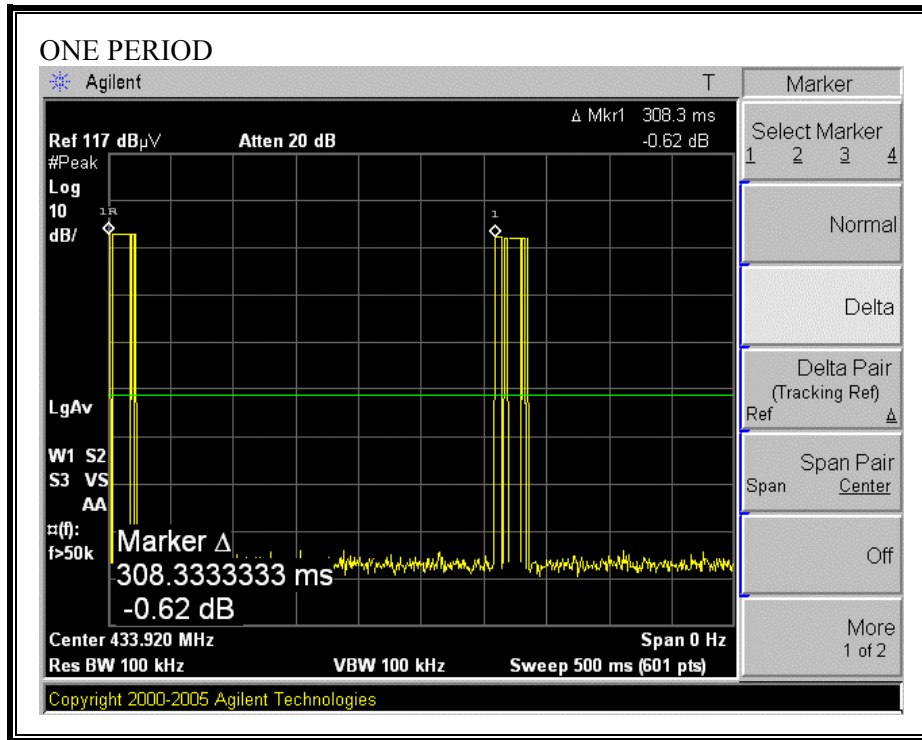 ONE PERIOD
Agilent T Marker
Δ Mkr1 308.3 ms
Ref 117 dBμV Atten 20 dB -0.62 dB
#Peak
Log
10
dB/
1R
1
LgAv
W1 S2
S3 VS
AA
¤(f):
f>50k
Marker Δ
308.3333333 ms
-0.62 dB
Center 433.920 MHz Span 0 Hz
Res BW 100 kHz VBW 100 kHz Sweep 500 ms (601 pts)
Copyright 2000-2005 Agilent Technologies
Select Marker
1 2 3 4
Normal
Delta
Delta Pair
(Tracking Ref)
Ref Δ
Span Pair
Span Center
Off
More
1 of 2